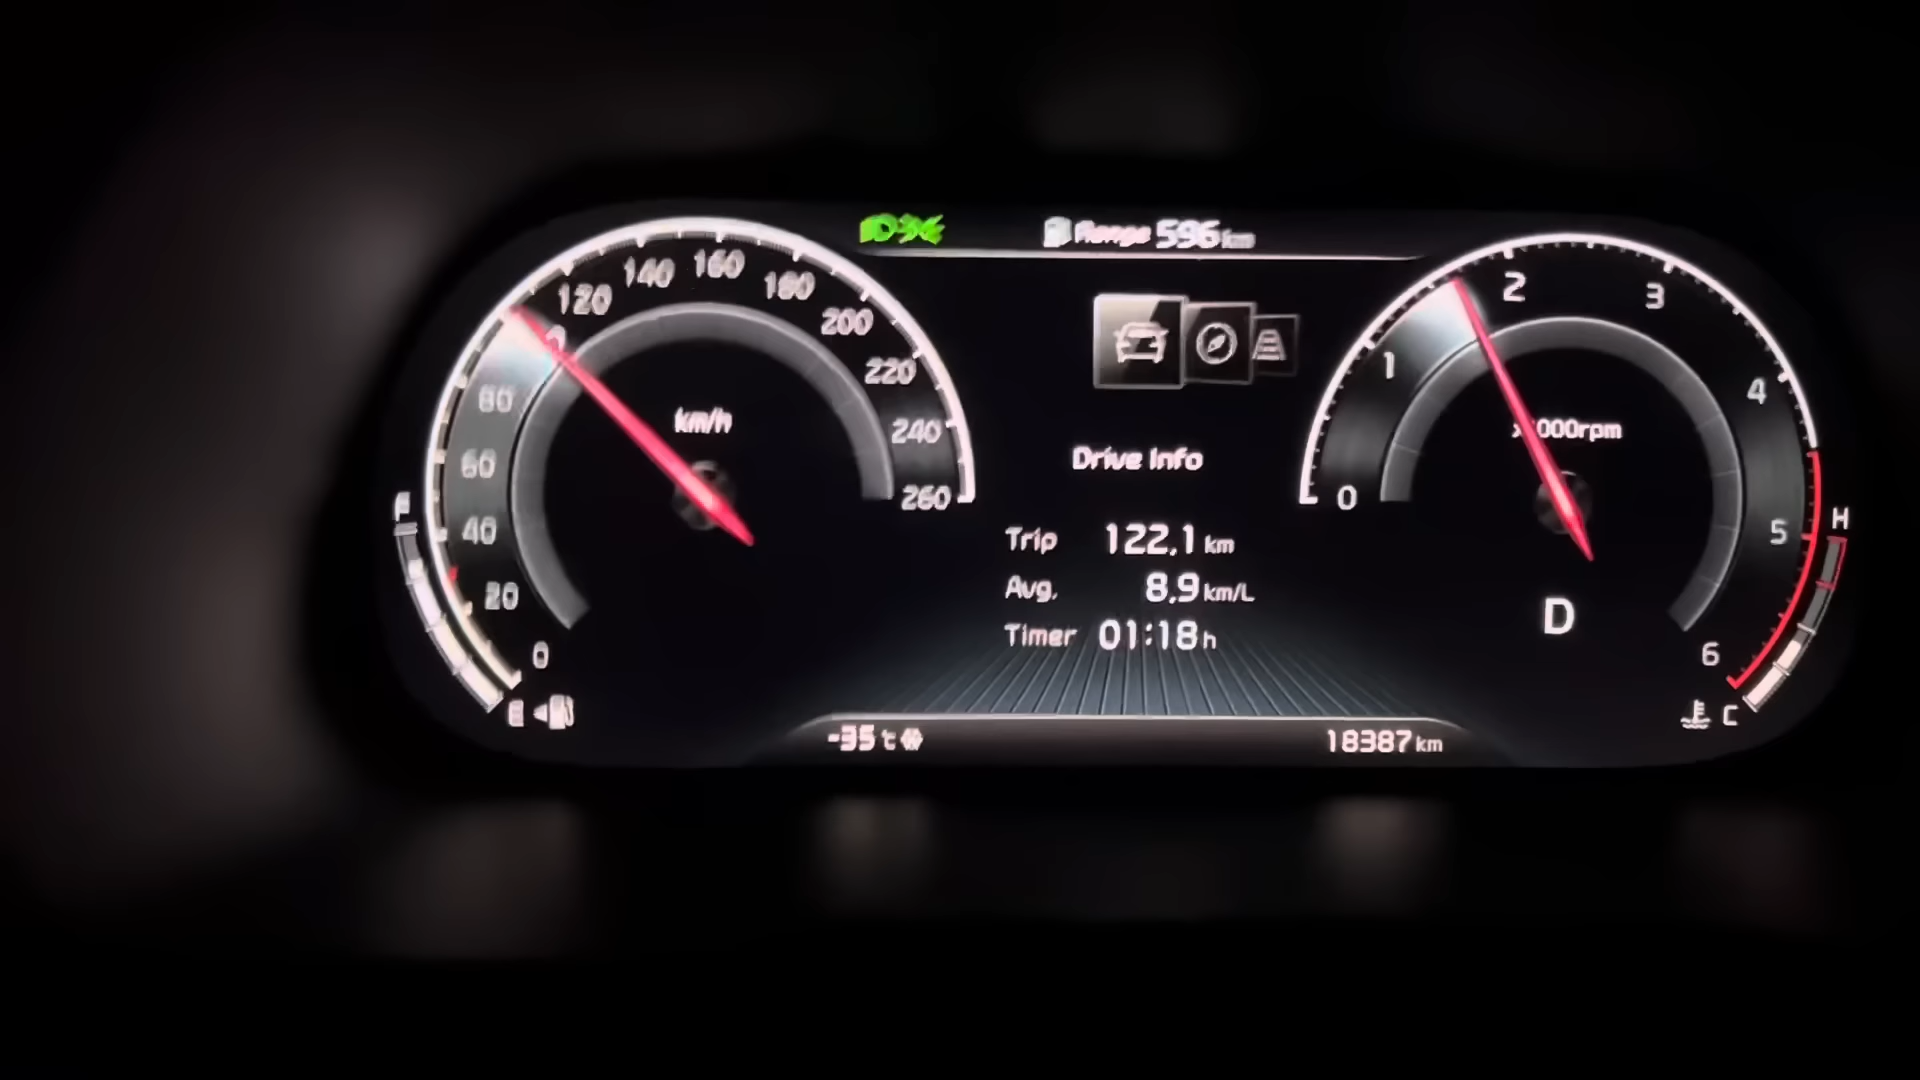 Range 596 km
km/h
0
20
40
60
80
120
140
160
180
200
220
240
260
F
E
Drive Info
Trip 122.1 km
Avg. 8.9 km/L
Timer 01:18 h
-35 °C
18387 km
000rpm
0
1
2
3
4
5
6
D
H
C